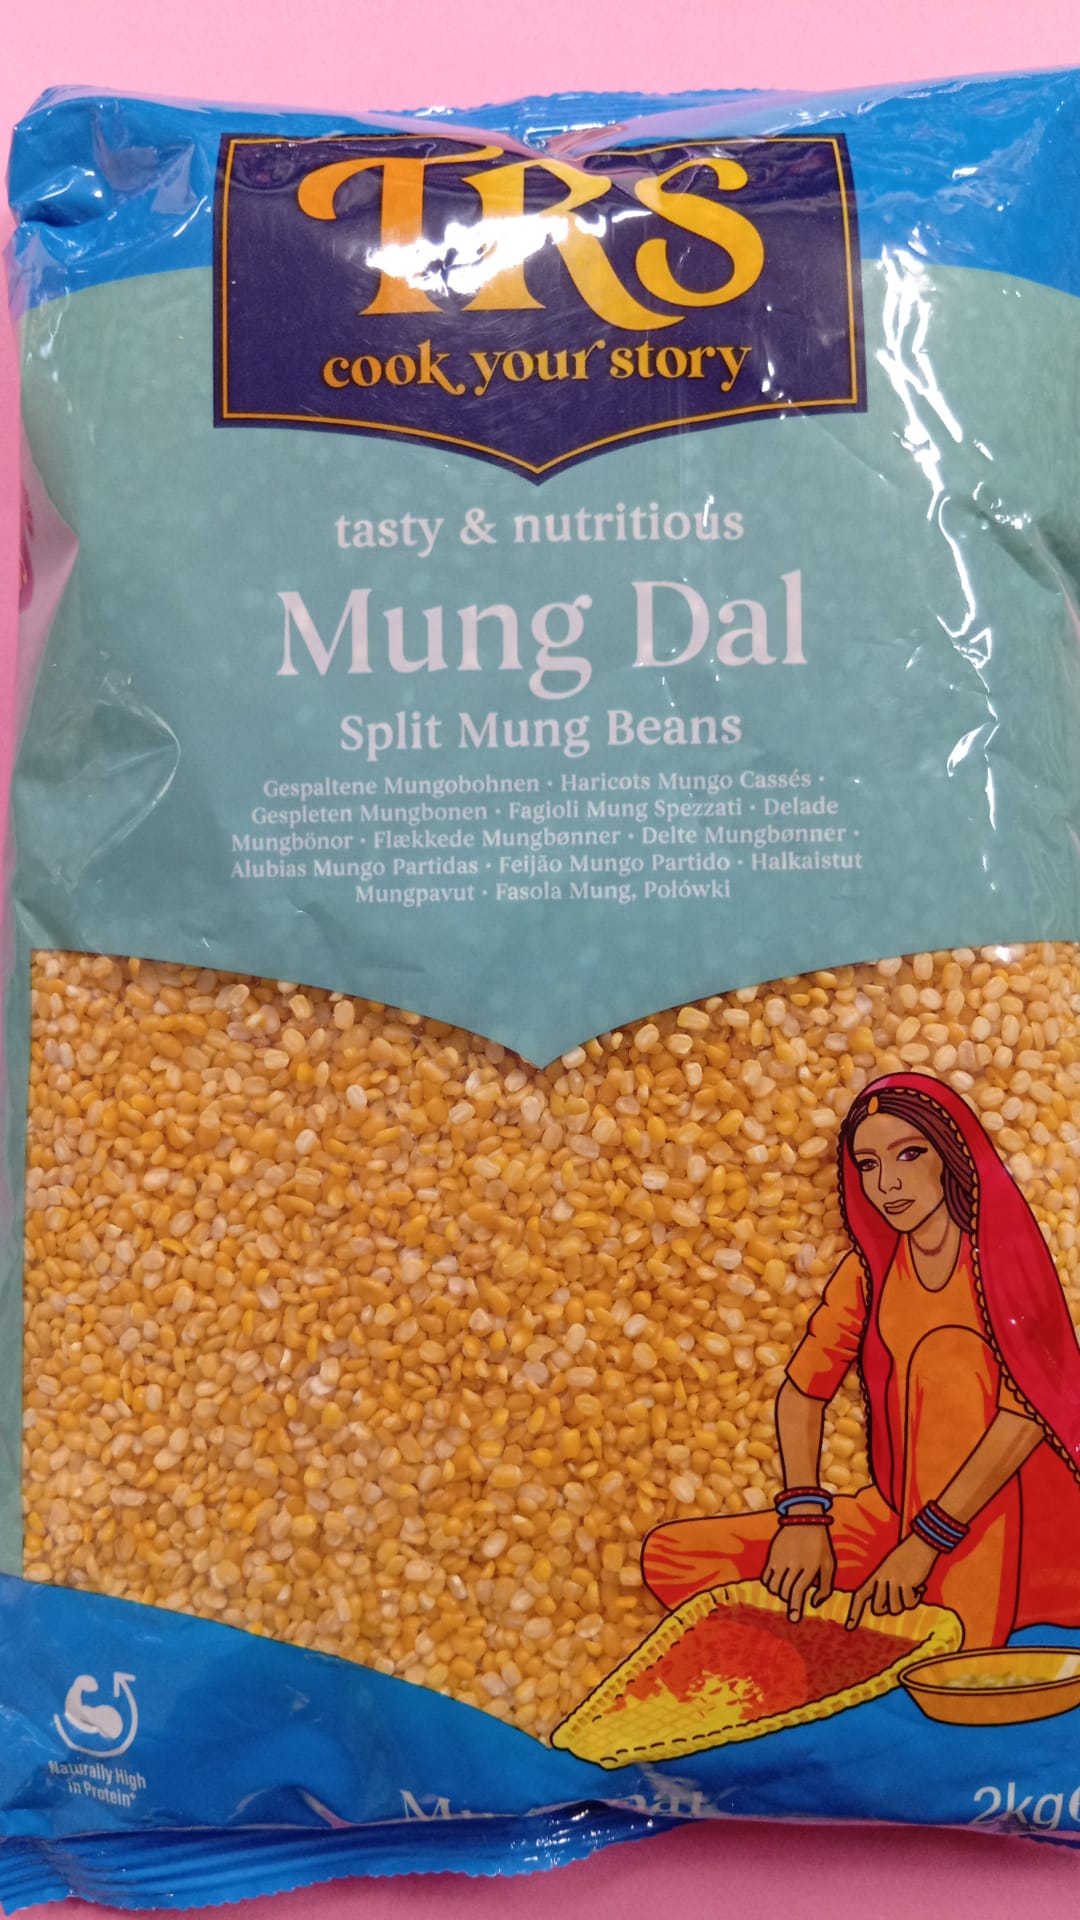 TRS
cook your story
tasty & nutritious
Mung Dal
Split Mung Beans
Gespaltene Mungobohnen · Haricots Mungo Cassés ·
Gespleten Mungbonen · Fagioli Mung Spezzati · Delade
Mungbönor · Flækkede Mungbønner · Delte Mungbønner ·
Alubias Mungo Partidas · Feijão Mungo Partido · Halkaistut
Mungpavut · Fasola Mung, Połówki
Naturally High
in Protein*
2kg